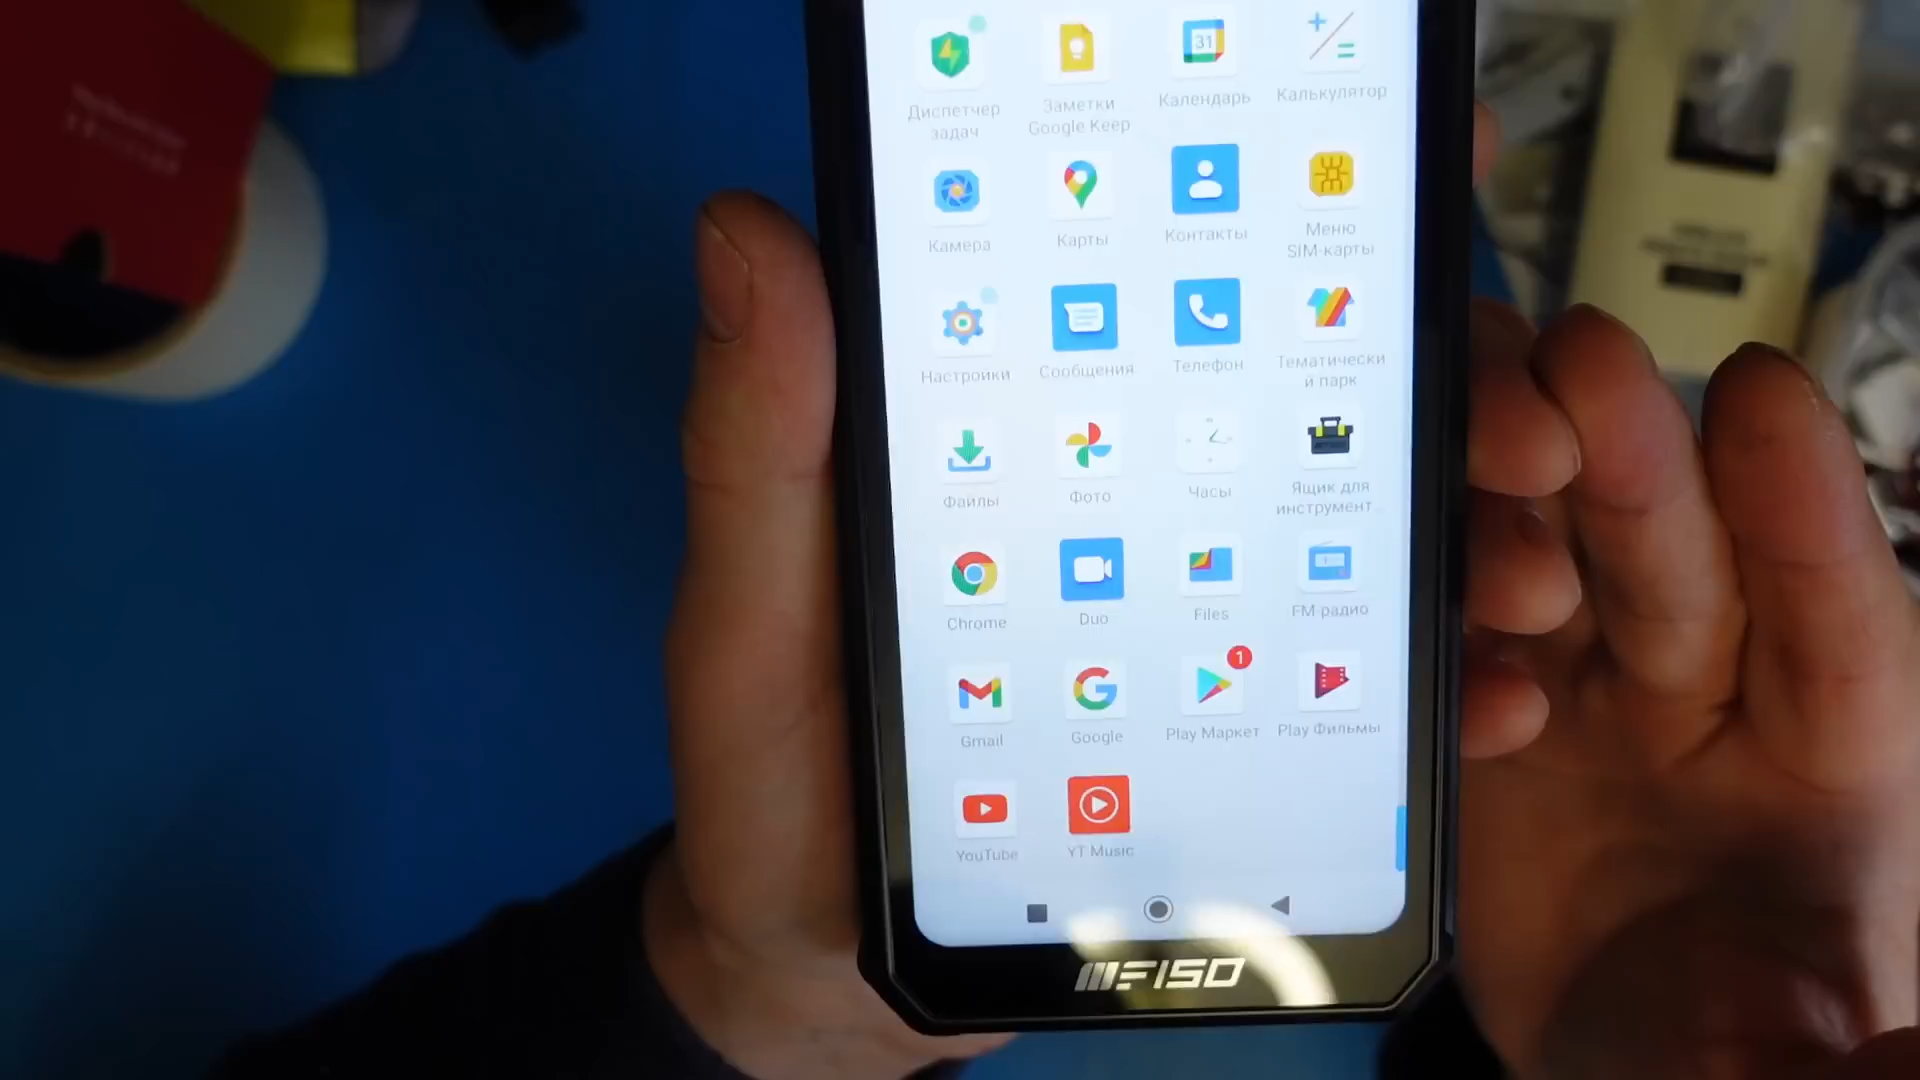 31
Диспетчер
задач
Заметки
Google Keep
Календарь
Калькулятор
Камера
Карты
Контакты
Меню
SIM-карты
Настройки
Сообщения
Телефон
Тематически
й парк
Файлы
Фото
Часы
Ящик для
инструмент...
Chrome
Duo
Files
FM-радио
1
Gmail
Google
Play Маркет
Play Фильмы
YouTube
YT Music
F150